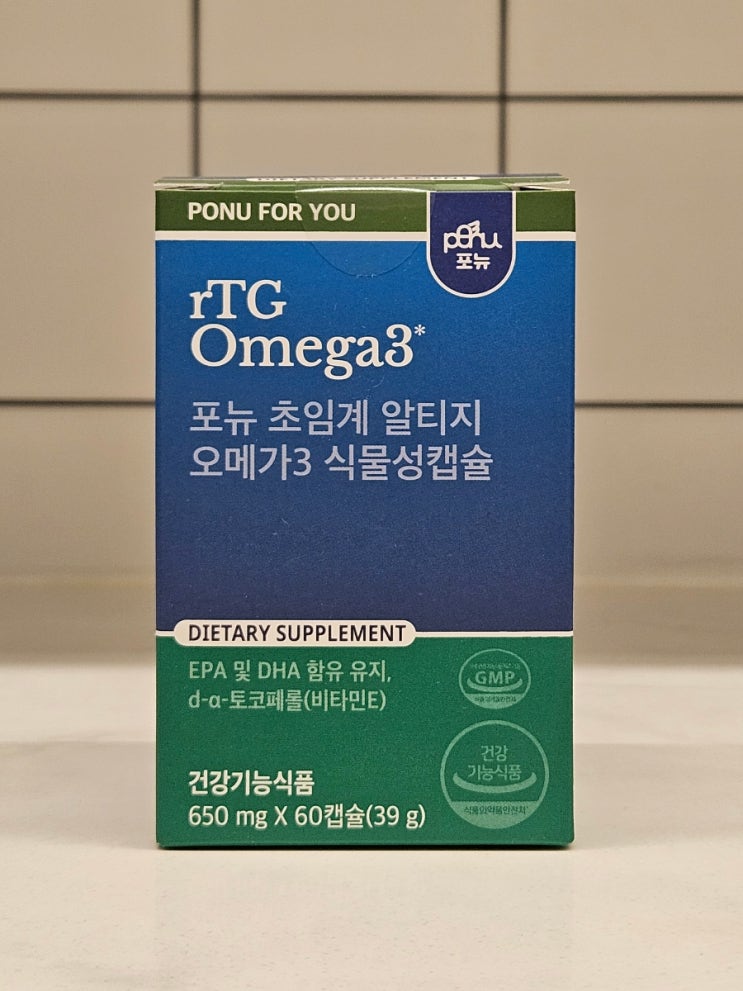 DIETARY SUPPLEMENT
PONU FOR YOU
ponu
포뉴
rTG
Omega3*
포뉴 초임계 알티지
오메가3 식물성캡슐
DIETARY SUPPLEMENT
EPA 및 DHA 함유 유지,
d-α-토코페롤(비타민E)
GMP
건강
기능식품
식품의약품안전처
건강기능식품
650 mg X 60캡슐(39 g)